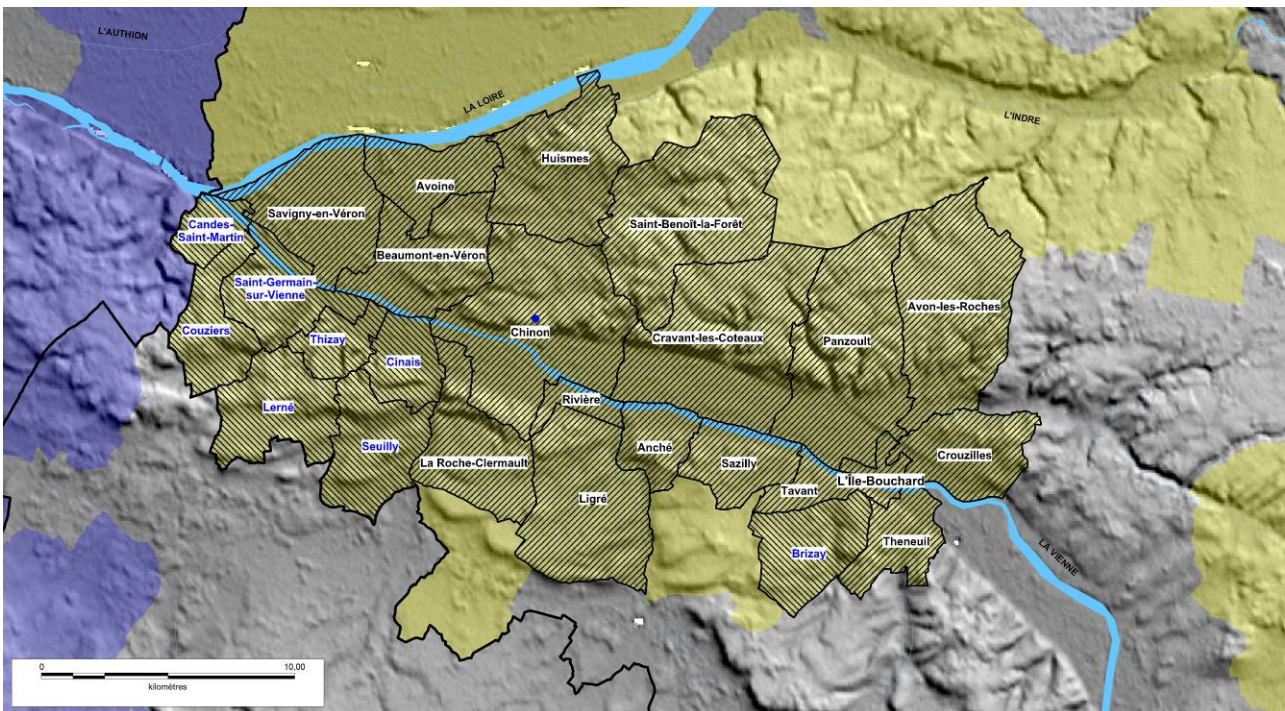 L'AUTHION
LA LOIRE
L'INDRE
Huismes
Avoine
Savigny-en-Véron
Candes-
Saint-Martin
Saint-Benoît-la-Forêt
Beaumont-en-Véron
Saint-Germain-
sur-Vienne
Avon-les-Roches
Couziers
Thizay
Chinon
Cravant-les-Coteaux
Panzoult
Cinais
Rivière
Lerné
Seuilly
La Roche-Clermault
Anché
Sazilly
Crouzilles
L'Île-Bouchard
Tavant
Ligré
Theneuil
Brizay
LA VIENNE
0
10,00
kilomètres